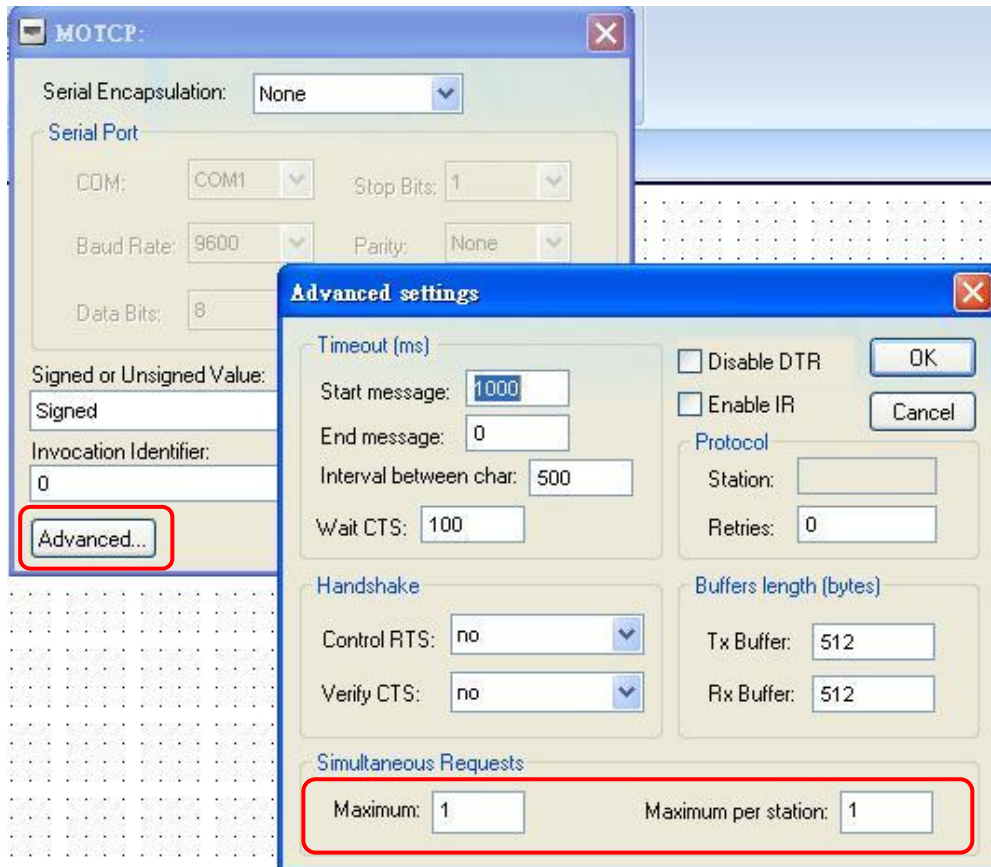 MOTCP:
Serial Encapsulation: None
Serial Port
COM: COM1 Stop Bits: 1
Baud Rate: 9600 Parity: None
Data Bits: 8
Signed or Unsigned Value:
Signed
Invocation Identifier:
0
Advanced...
Advanced settings
Timeout (ms)
Start message: 1000
End message: 0
Interval between char: 500
Wait CTS: 100
Disable DTR
Enable IR
OK
Cancel
Protocol
Station:
Retries: 0
Handshake
Control RTS: no
Verify CTS: no
Buffers length (bytes)
Tx Buffer: 512
Rx Buffer: 512
Simultaneous Requests
Maximum: 1 Maximum per station: 1